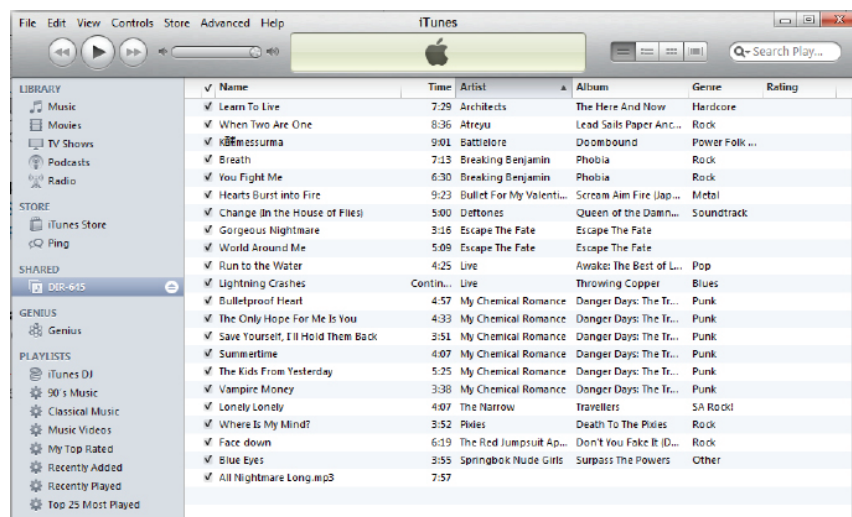 File Edit View Controls Store Advanced Help iTunes
Search Play...
LIBRARY
Music
Movies
TV Shows
Podcasts
Radio
STORE
iTunes Store
Ping
SHARED
DIR-645
GENIUS
Genius
PLAYLISTS
iTunes DJ
90's Music
Classical Music
Music Videos
My Top Rated
Recently Added
Recently Played
Top 25 Most Played
Name Time Artist Album Genre Rating
Learn To Live 7:29 Architects The Here And Now Hardcore
When Two Are One 8:36 Atreyu Lead Sails Paper Anc... Rock
9:01 Battlelore Doombound Power Folk ...
Breath 7:13 Breaking Benjamin Phobia Rock
You Fight Me 6:30 Breaking Benjamin Phobia Rock
Hearts Burst into Fire 9:23 Bullet For My Valenti... Scream Aim Fire (Jap... Metal
Change (In the House of Flies) 5:00 Deftones Queen of the Damn... Soundtrack
Gorgeous Nightmare 3:16 Escape The Fate Escape The Fate
World Around Me 5:09 Escape The Fate Escape The Fate
Run to the Water 4:25 Live Awake: The Best of L... Pop
Lightning Crashes Contin... Live Throwing Copper Blues
Bulletproof Heart 4:57 My Chemical Romance Danger Days: The Tr... Punk
The Only Hope For Me Is You 4:33 My Chemical Romance Danger Days: The Tr... Punk
Save Yourself, I'll Hold Them Back 3:51 My Chemical Romance Danger Days: The Tr... Punk
Summertime 4:07 My Chemical Romance Danger Days: The Tr... Punk
The Kids From Yesterday 5:25 My Chemical Romance Danger Days: The Tr... Punk
Vampire Money 3:38 My Chemical Romance Danger Days: The Tr... Punk
Lonely Lonely 4:07 The Narrow Travellers SA Rock!
Where Is My Mind? 3:52 Pixies Death To The Pixies Rock
Face down 6:19 The Red Jumpsuit Ap... Don't You Fake It (D... Rock
Blue Eyes 3:55 Springbok Nude Girls Surpass The Powers Other
All Nightmare Long.mp3 7:57